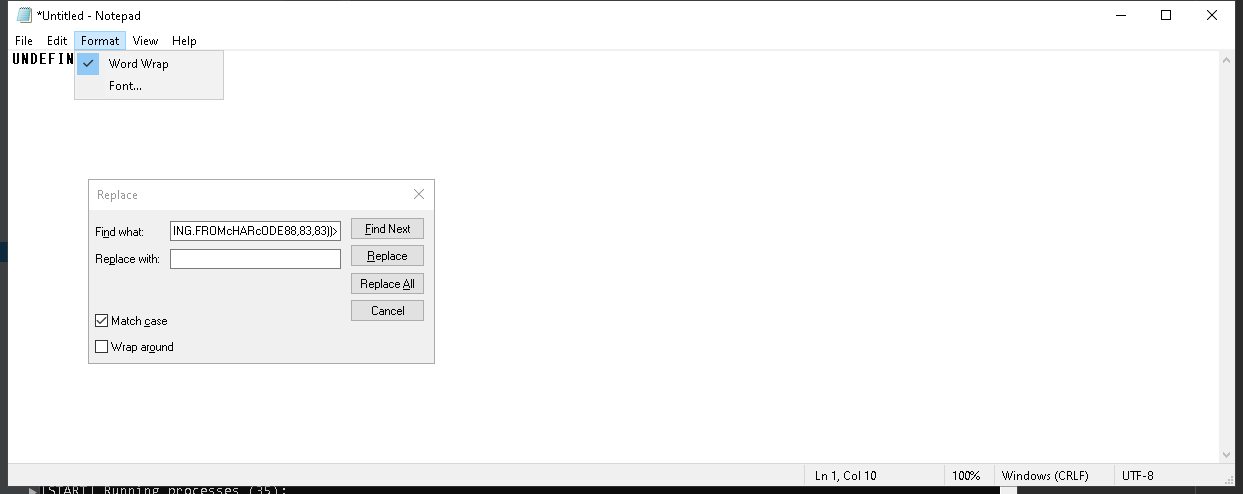 *Untitled - Notepad
File Edit Format View Help
UNDEFIN
Word Wrap
Font...
Replace
Find what: ING.FROMcHARcODE88,83,83))> Find Next
Replace with: Replace
Replace All
Cancel
Match case
Wrap around
Ln 1, Col 10 100% Windows (CRLF) UTF-8
[START] Running processes (35):